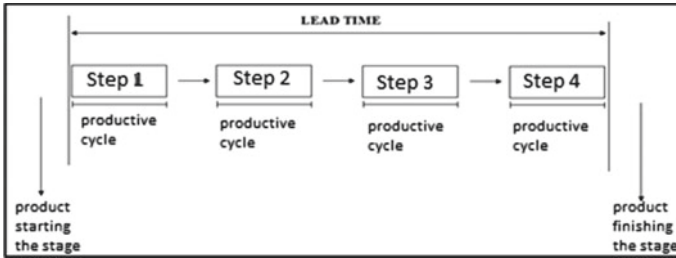 LEAD TIME
Step 1
Step 2
Step 3
Step 4
productive
cycle
productive
cycle
productive
cycle
productive
cycle
product
starting
the stage
product
finishing
the stage